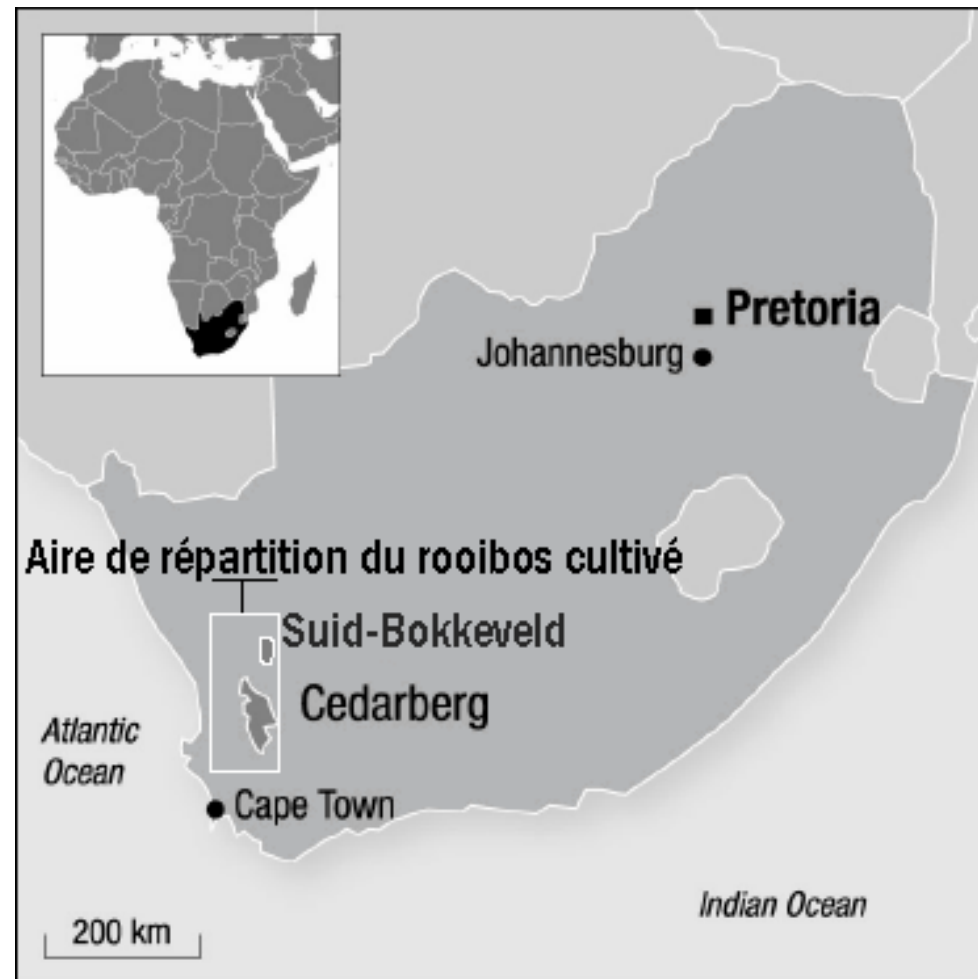 Pretoria
Johannesburg
Aire de répartition du rooibos cultivé
Suid-Bokkeveld
Cedarberg
Atlantic
Ocean
Cape Town
Indian Ocean
200 km